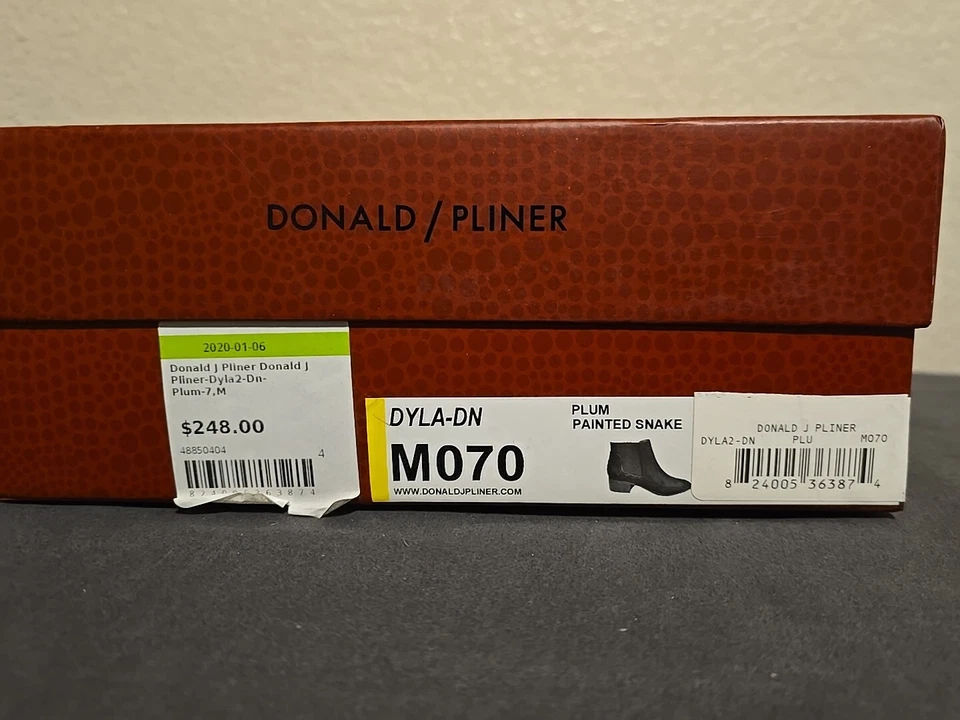 DONALD / PLINER
2020-01-06
Donald J Pliner Donald J
Pliner-Dyla2-Dn-
Plum-7,M
$248.00
48850404 4
DYLA-DN
M070
WWW.DONALDJPLINER.COM
PLUM
PAINTED SNAKE
DONALD J PLINER
DYLA2-DN PLU M070
8 24005 36387 4